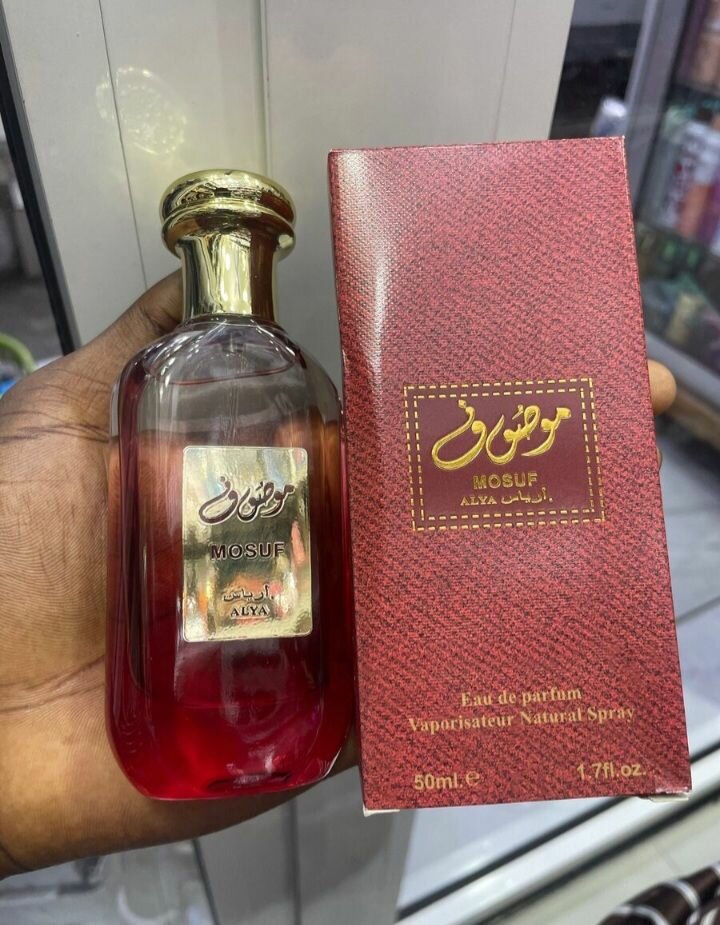 موصوف
MOSUF
أرياس
ALYA
موصوف
MOSUF
ALYA أرياس
Eau de parfum
Vaporisateur Natural Spray
50ml. e 1.7fl.oz.